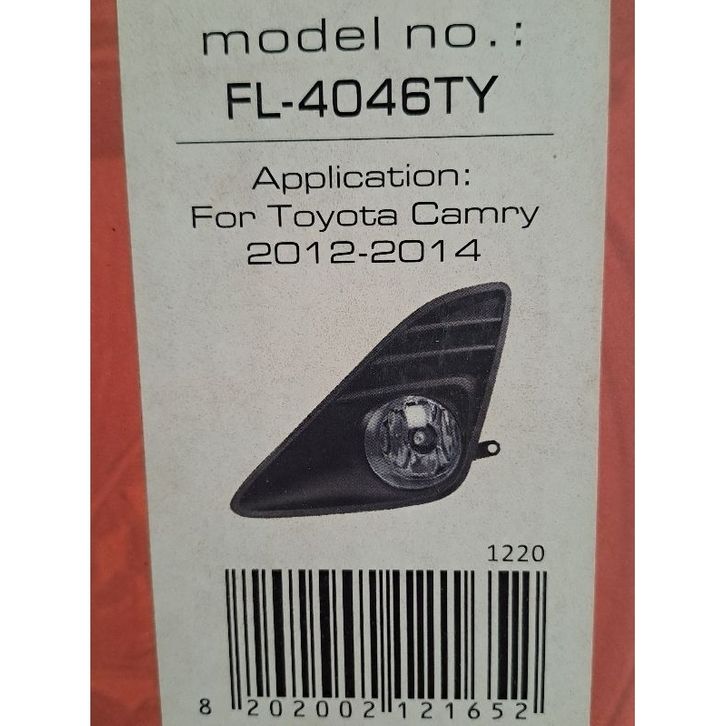 model no.:
FL-4046TY
Application:
For Toyota Camry
2012-2014
1220
8 202002 121652